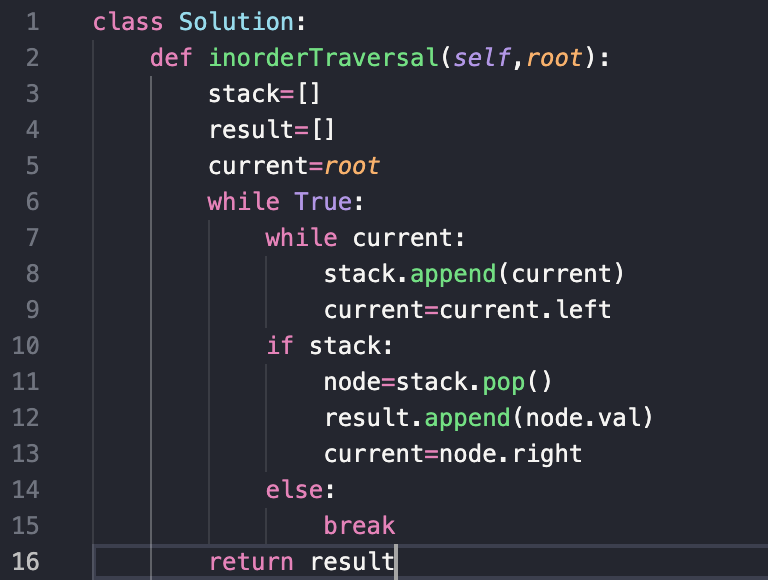 1 class Solution:
2     def inorderTraversal(self,root):
3         stack=[]
4         result=[]
5         current=root
6         while True:
7             while current:
8                 stack.append(current)
9                 current=current.left
10             if stack:
11                 node=stack.pop()
12                 result.append(node.val)
13                 current=node.right
14             else:
15                 break
16         return result